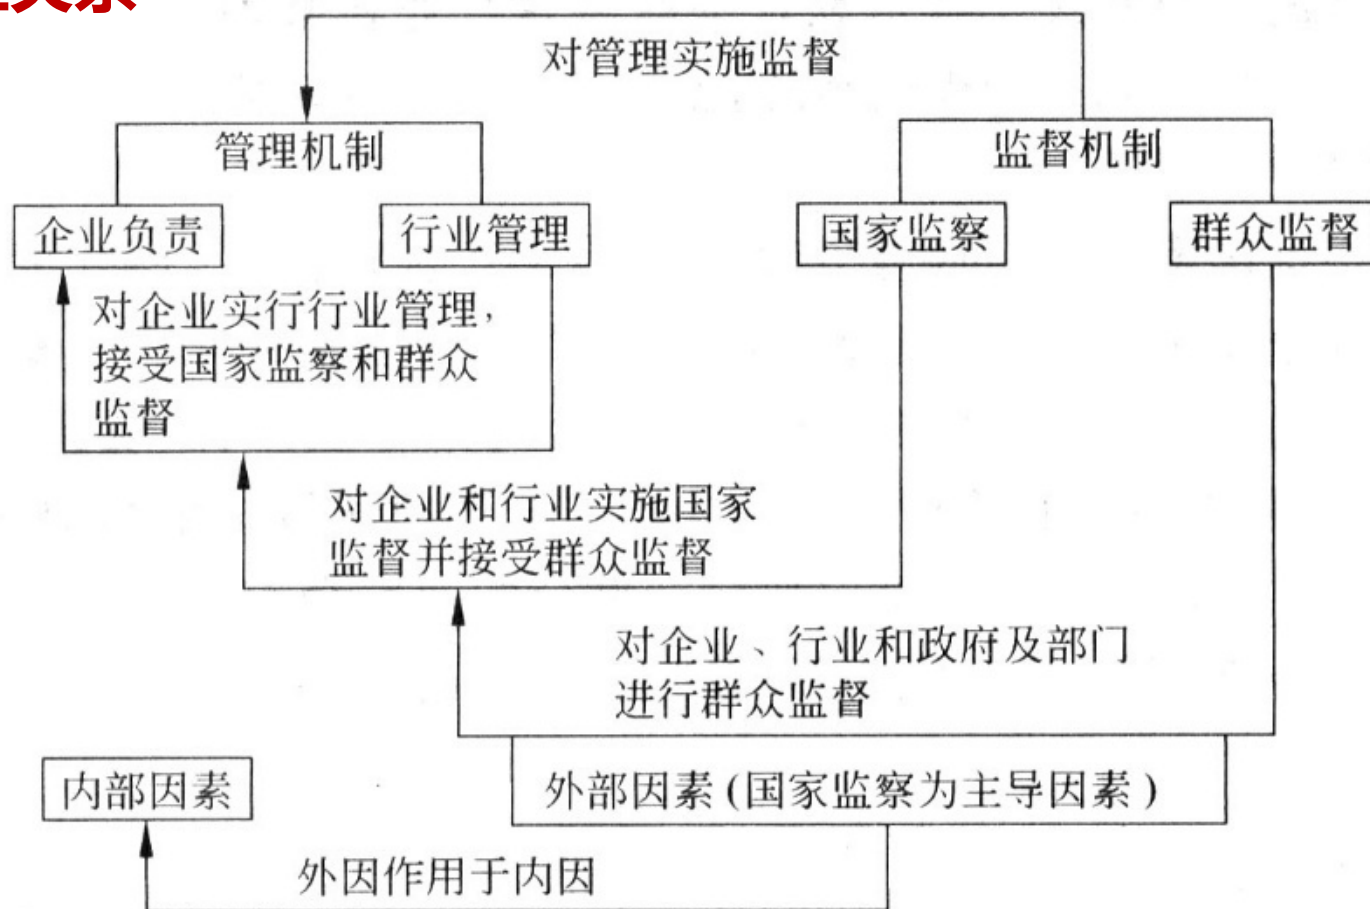 对管理实施监督
管理机制
监督机制
企业负责
行业管理
国家监察
群众监督
对企业实行行业管理，
接受国家监察和群众
监督
对企业和行业实施国家
监督并接受群众监督
对企业、行业和政府及部门
进行群众监督
内部因素
外部因素(国家监察为主导因素)
外因作用于内因